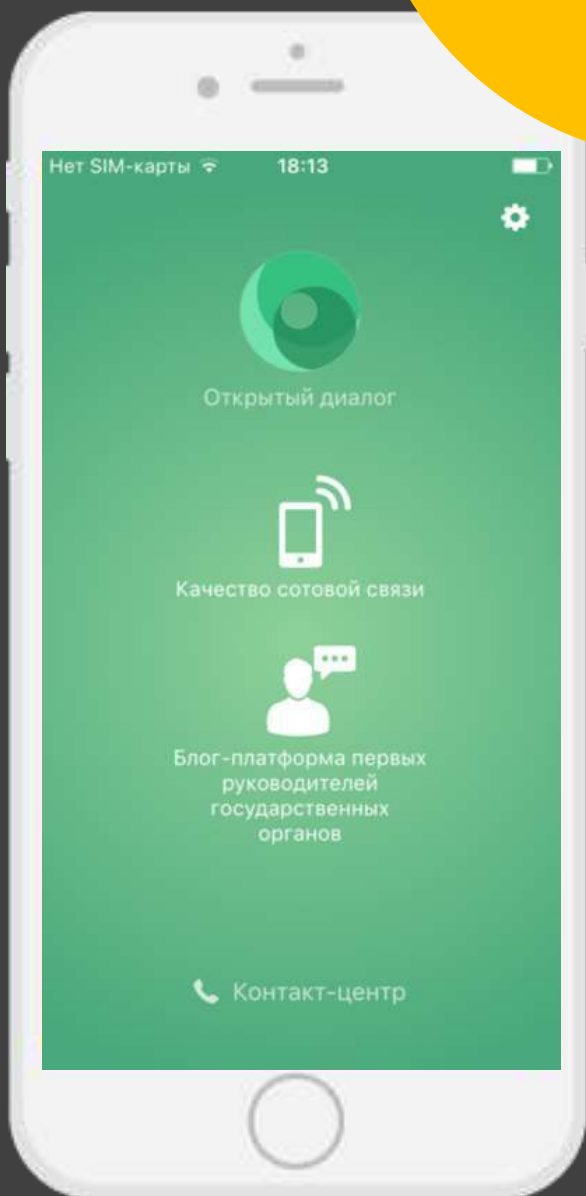 Нет SIM-карты 18:13
Открытый диалог
Качество сотовой связи
Блог-платформа первых
руководителей
государственных
органов
Контакт-центр